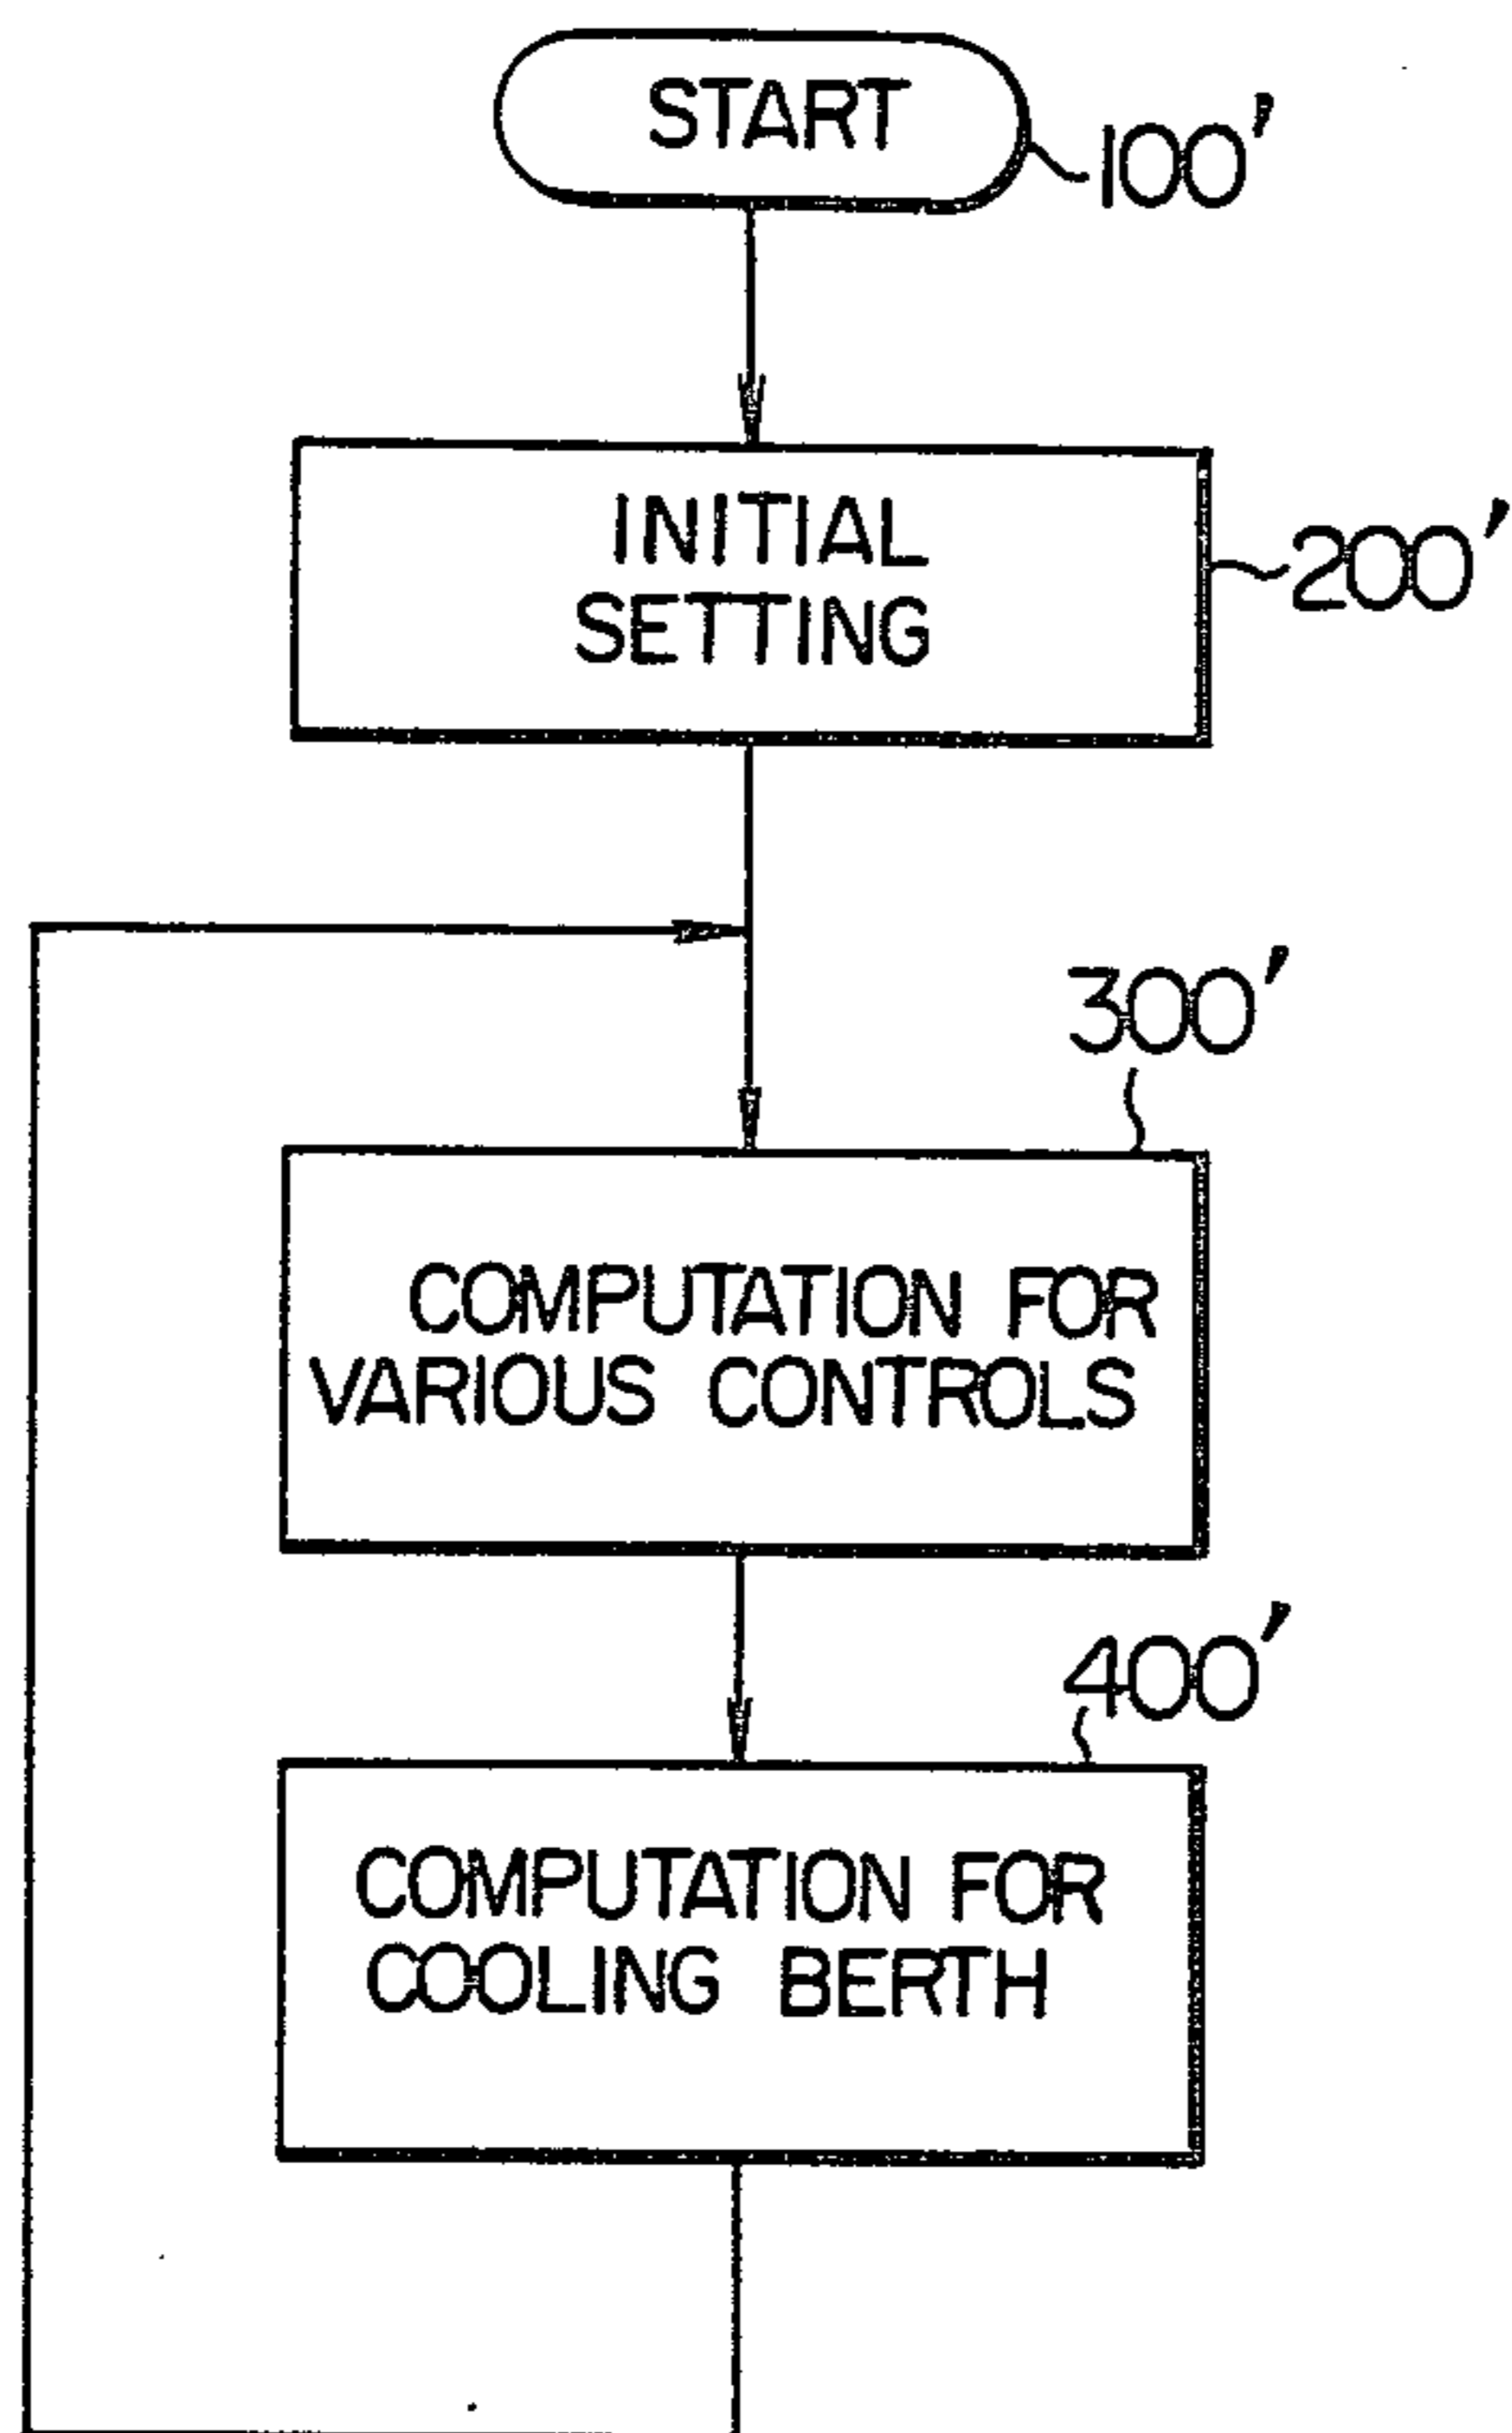 START
100'
INITIAL
SETTING
200'
300'
COMPUTATION FOR
VARIOUS CONTROLS
400'
COMPUTATION FOR
COOLING BERTH